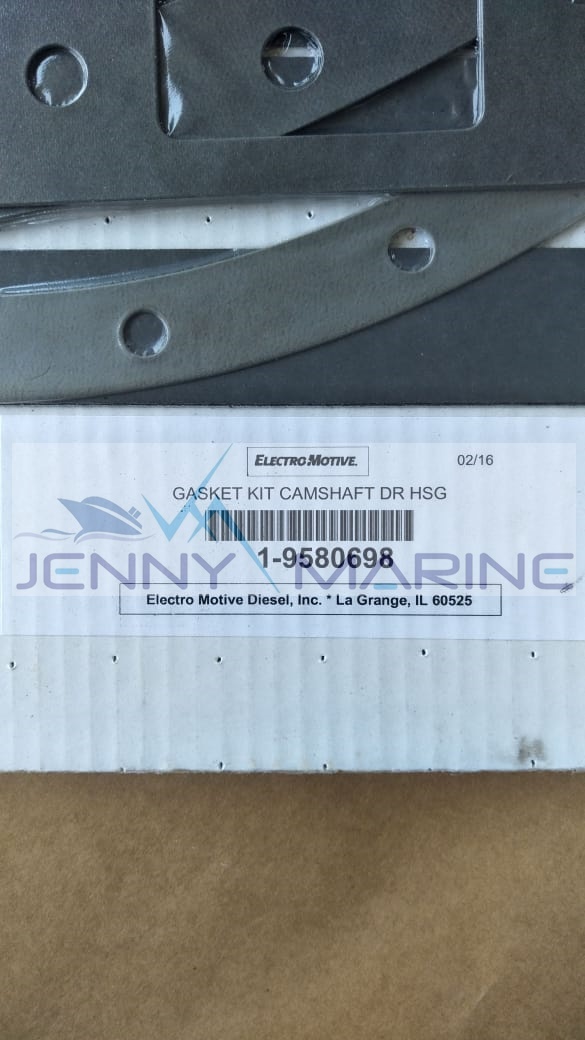 ELECTRO-MOTIVE.
02/16
GASKET KIT CAMSHAFT DR HSG
1-9580698
JENNY MARINE
Electro Motive Diesel, Inc. * La Grange, IL 60525